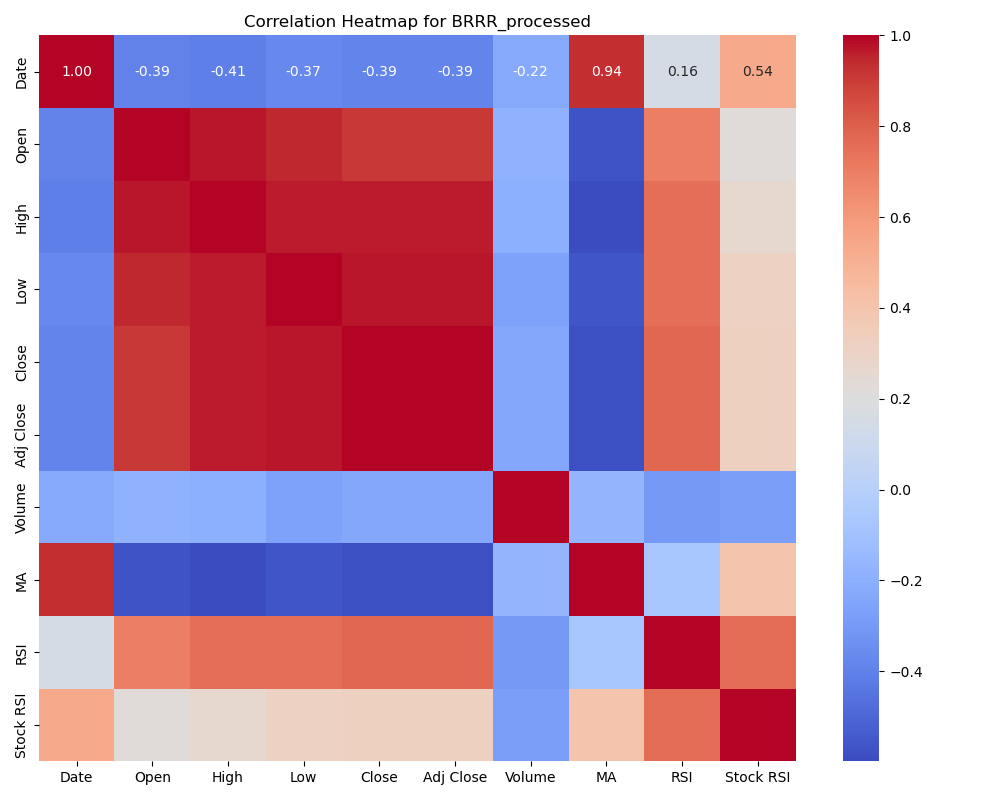 Correlation Heatmap for BRRR_processed
Date
1.00 -0.39 -0.41 -0.37 -0.39 -0.39 -0.22 0.94 0.16 0.54
Open
High
Low
Close
Adj Close
Volume
MA
RSI
Stock RSI
Date Open High Low Close Adj Close Volume MA RSI Stock RSI
1.0
0.8
0.6
0.4
0.2
0.0
−0.2
−0.4